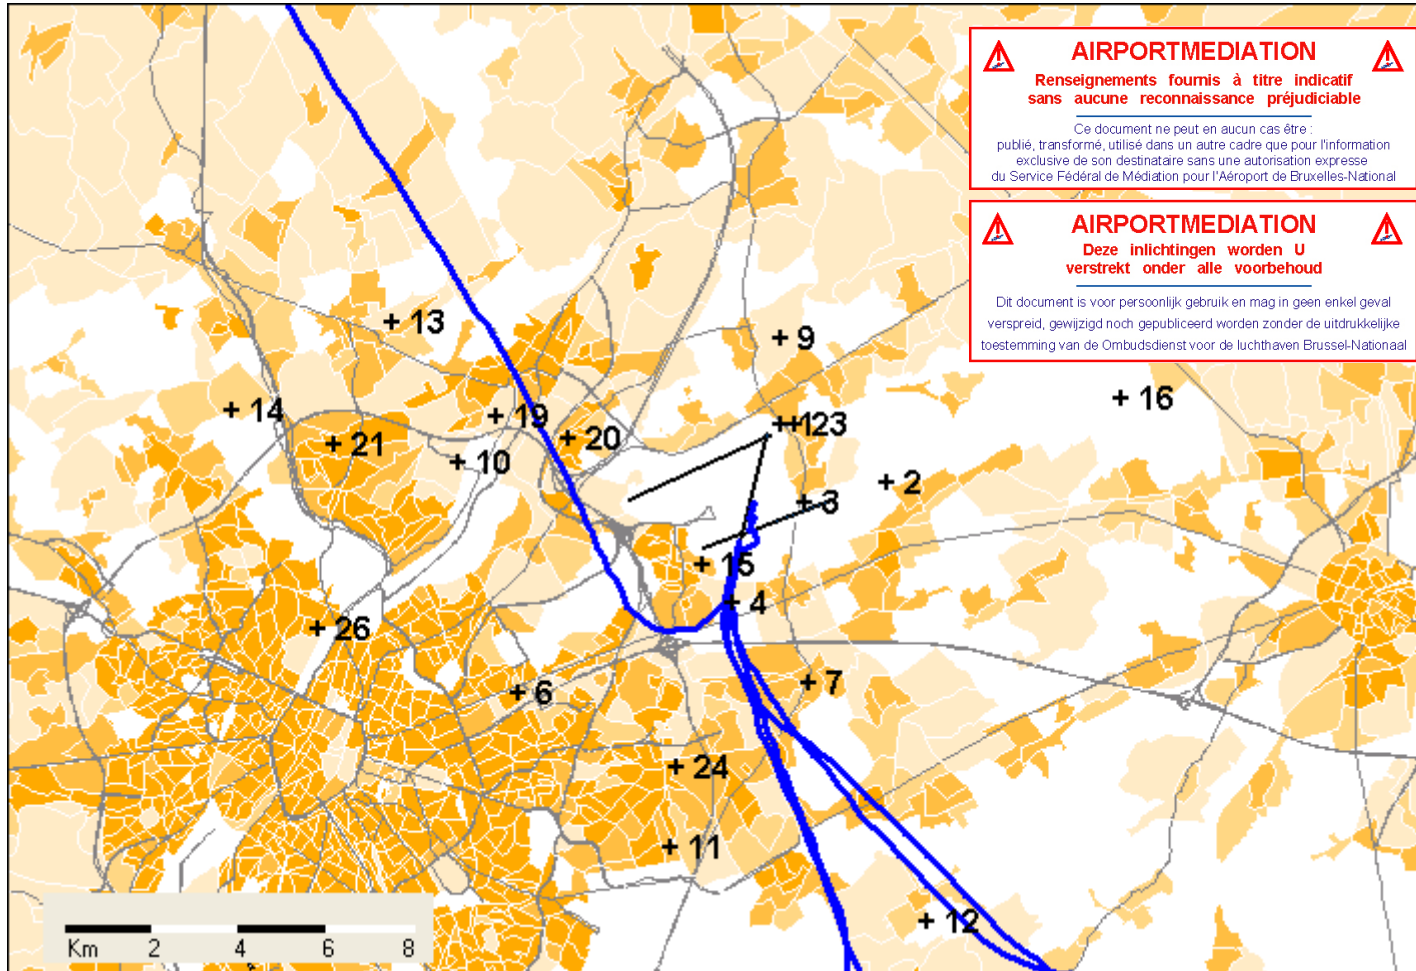 AIRPORTMEDIATION
Renseignements fournis à titre indicatif
sans aucune reconnaissance préjudiciable
Ce document ne peut en aucun cas être :
publié, transformé, utilisé dans un autre cadre que pour l'information
exclusive de son destinataire sans une autorisation expresse
du Service Fédéral de Médiation pour l'Aéroport de Bruxelles-National
AIRPORTMEDIATION
Deze inlichtingen worden U
verstrekt onder alle voorbehoud
Dit document is voor persoonlijk gebruik en mag in geen enkel geval
verspreid, gewijzigd noch gepubliceerd worden zonder de uitdrukkelijke
toestemming van de Ombudsdienst voor de luchthaven Brussel-Nationaal
+ 13
+ 9
+ 16
+ 14
+ 19
+ 20
++123
+ 21
+ 10
+ 2
+ 3
+ 15
+ 4
+ 26
+ 6
+ 7
+ 24
+ 11
+ 12
Km 2 4 6 8